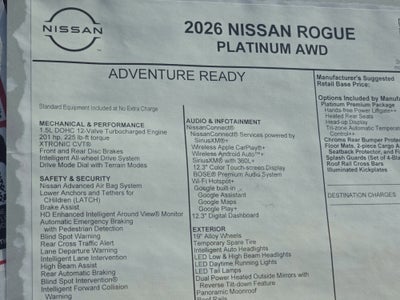 NISSAN
2026 NISSAN ROGUE
PLATINUM AWD
ADVENTURE READY
Standard Equipment Included at No Extra Charge
MECHANICAL & PERFORMANCE
1.5L DOHC 12-Valve Turbocharged Engine
201 hp, 225 lb-ft torque
XTRONIC CVT®
Front and Rear Disc Brakes
Intelligent All-wheel Drive System
Drive Mode Dial with Terrain Modes
SAFETY & SECURITY
Nissan Advanced Air Bag System
Lower Anchors and Tethers for
CHildren (LATCH)
Brake Assist
HD Enhanced Intelligent Around View® Monitor
Automatic Emergency Braking
with Pedestrian Detection
Blind Spot Warning
Rear Cross Traffic Alert
Lane Departure Warning
Intelligent Lane Intervention
High Beam Assist
Rear Automatic Braking
Blind Spot Intervention®
Intelligent Forward Collision
Warning
AUDIO & INFOTAINMENT
NissanConnect®
NissanConnect® Services powered by
SiriusXM®
Wireless Apple CarPlay®
Wireless Android Auto™
SiriusXM® with 360L
12.3" Color Touch-screen Display
BOSE® Premium Audio System
Wi-Fi Hotspot
Google built-in
Google Assistant
Google Maps
Google Play
12.3" Digital Dashboard
EXTERIOR
19" Alloy Wheels
Temporary Spare Tire
Intelligent Auto Headlights
LED Low & High Beam Headlights
LED Daytime Running Lights
LED Tail Lamps
Dual Power Heated Outside Mirrors with
Reverse Tilt-down Feature
Panoramic Moonroof
Roof Rails
Manufacturer's Suggested
Retail Base Price:
Options Included by Manu
Platinum Premium Package
Hands-free Power Liftgate
Heated Rear Seats
Head-up Display
Tri-zone Automatic Tempera
Control
Chrome Rear Bumper Protec
Floor Mats, 2-piece Cargo A
Seatback Protector, and Fi
Splash Guards (Set of 4-Bla
Roof Rail Cross Bars
Illuminated Kickplates
DESTINATION CHARGES